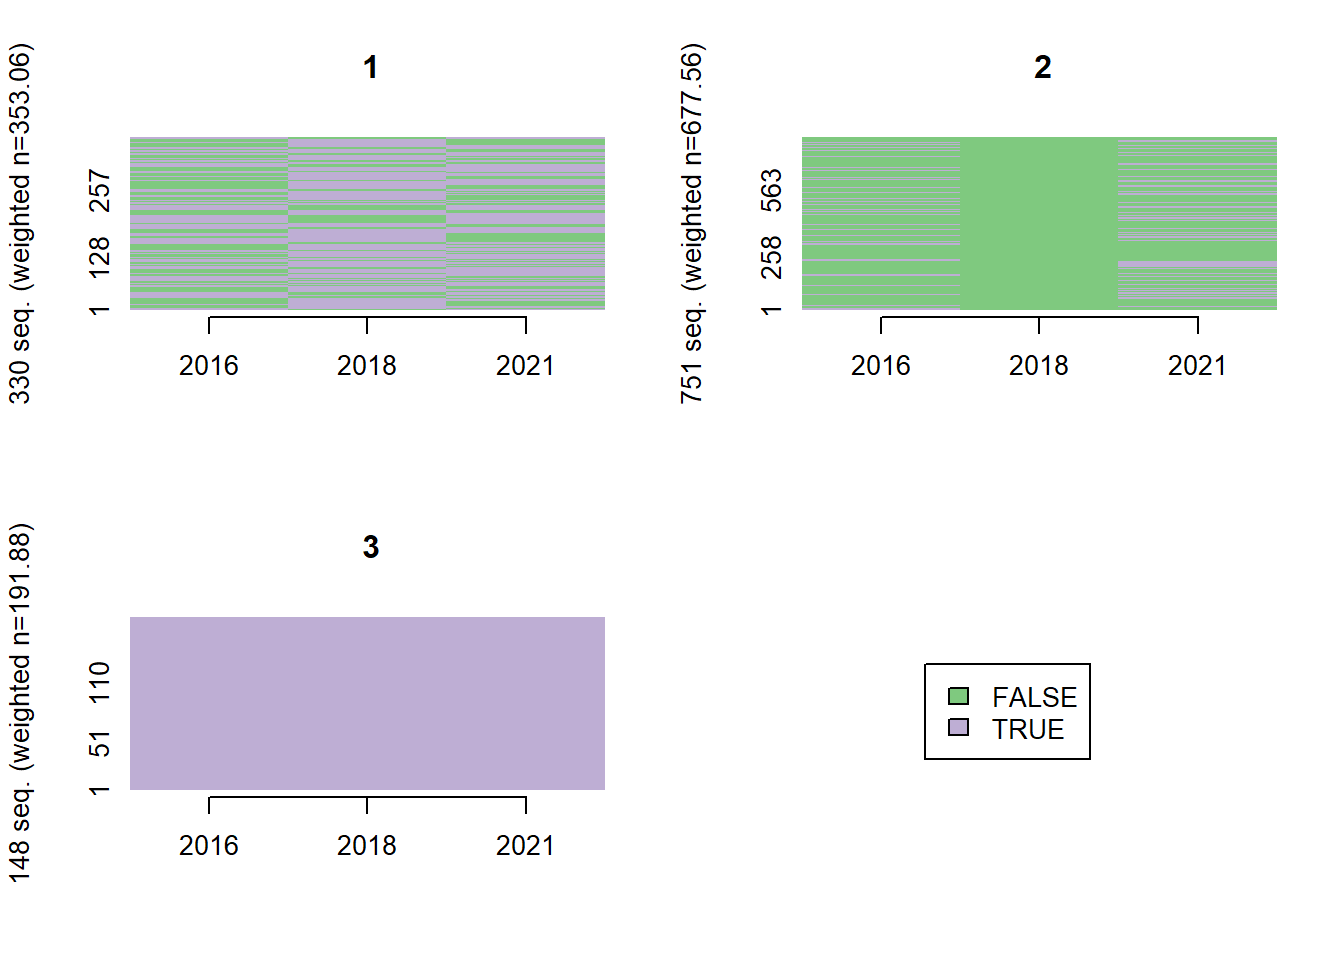 1
330 seq. (weighted n=353.06)
257
128
1
2016 2018 2021
2
751 seq. (weighted n=677.56)
563
258
1
2016 2018 2021
3
148 seq. (weighted n=191.88)
110
51
1
2016 2018 2021
FALSE
TRUE